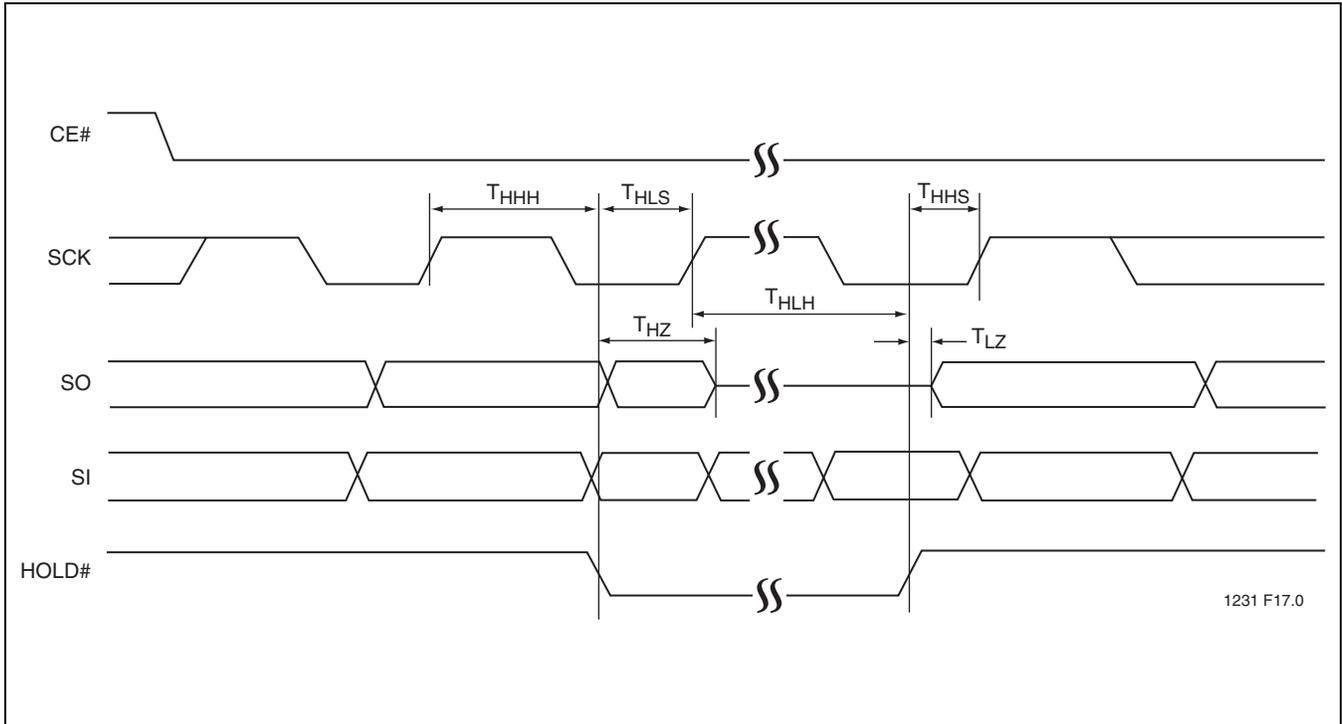 CE#
THHH
THLS
THHS
SCK
THLH
THZ
TLZ
SO
SI
HOLD#
1231 F17.0